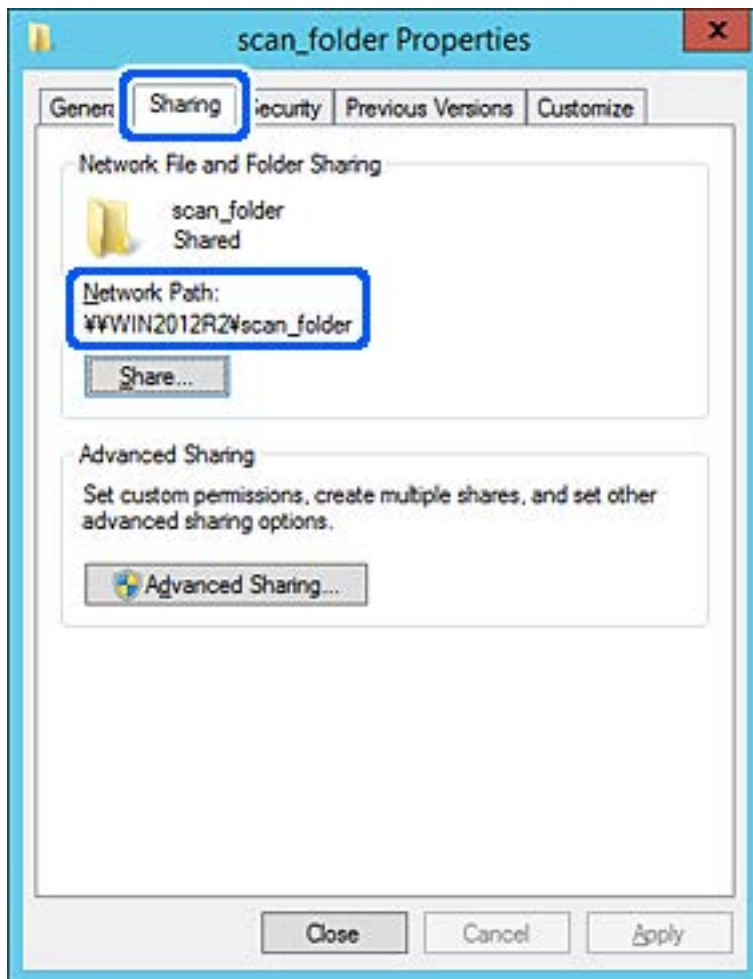 scan_folder Properties
x
Sharing Previous Versions Customize
Network File and Folder Sharing
scan_folder
Shared
Network Path:
¥¥WIN2012R2¥scan_folder
Share...
Advanced Sharing
Set custom permissions, create multiple shares, and set other
advanced sharing options.
Advanced Sharing...
Close Cancel Apply